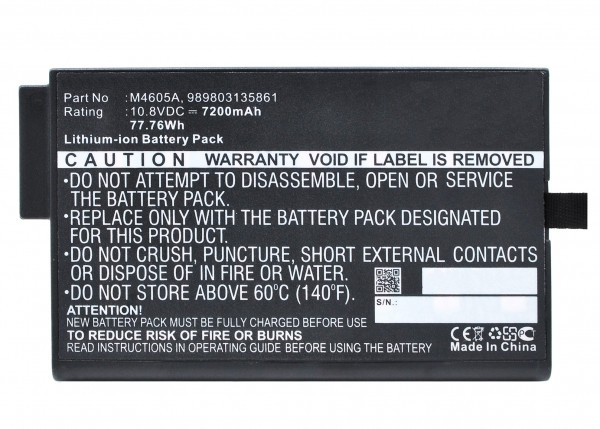 Part No :M4605A, 989803135861
Rating :10.8VDC ⎓ 7200mAh
77.76Wh
Lithium-ion Battery Pack
CAUTION WARRANTY VOID IF LABEL IS REMOVED
•DO NOT ATTEMPT TO DISASSEMBLE, OPEN OR SERVICE
THE BATTERY PACK.
•REPLACE ONLY WITH THE BATTERY PACK DESIGNATED
FOR THIS PRODUCT.
•DO NOT CRUSH, PUNCTURE, SHORT EXTERNAL CONTACTS
OR DISPOSE OF IN FIRE OR WATER.
•DO NOT STORE ABOVE 60°C (140°F).
S/N:
ATTENTION!
NEW BATTERY PACK MUST BE FULLY CHARGED BEFORE INITIAL USE
TO REDUCE RISK OF FIRE OR BURNS.
READ INSTRUCTIONS IN OPERATING GUIDE BEFORE USING THE BATTERY
CE FCC
Made In China